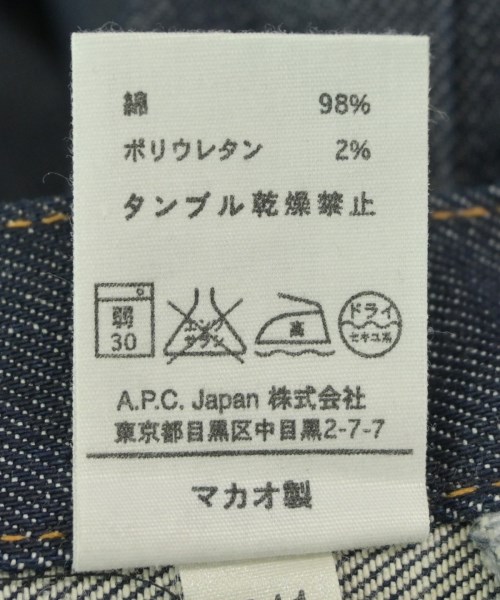 綿 98%
ポリウレタン 2%
タンブル乾燥禁止
弱 30
エンソ サラシ
高
ドライ セキユ系
A.P.C. Japan 株式会社
東京都目黒区中目黒2-7-7
マカオ製